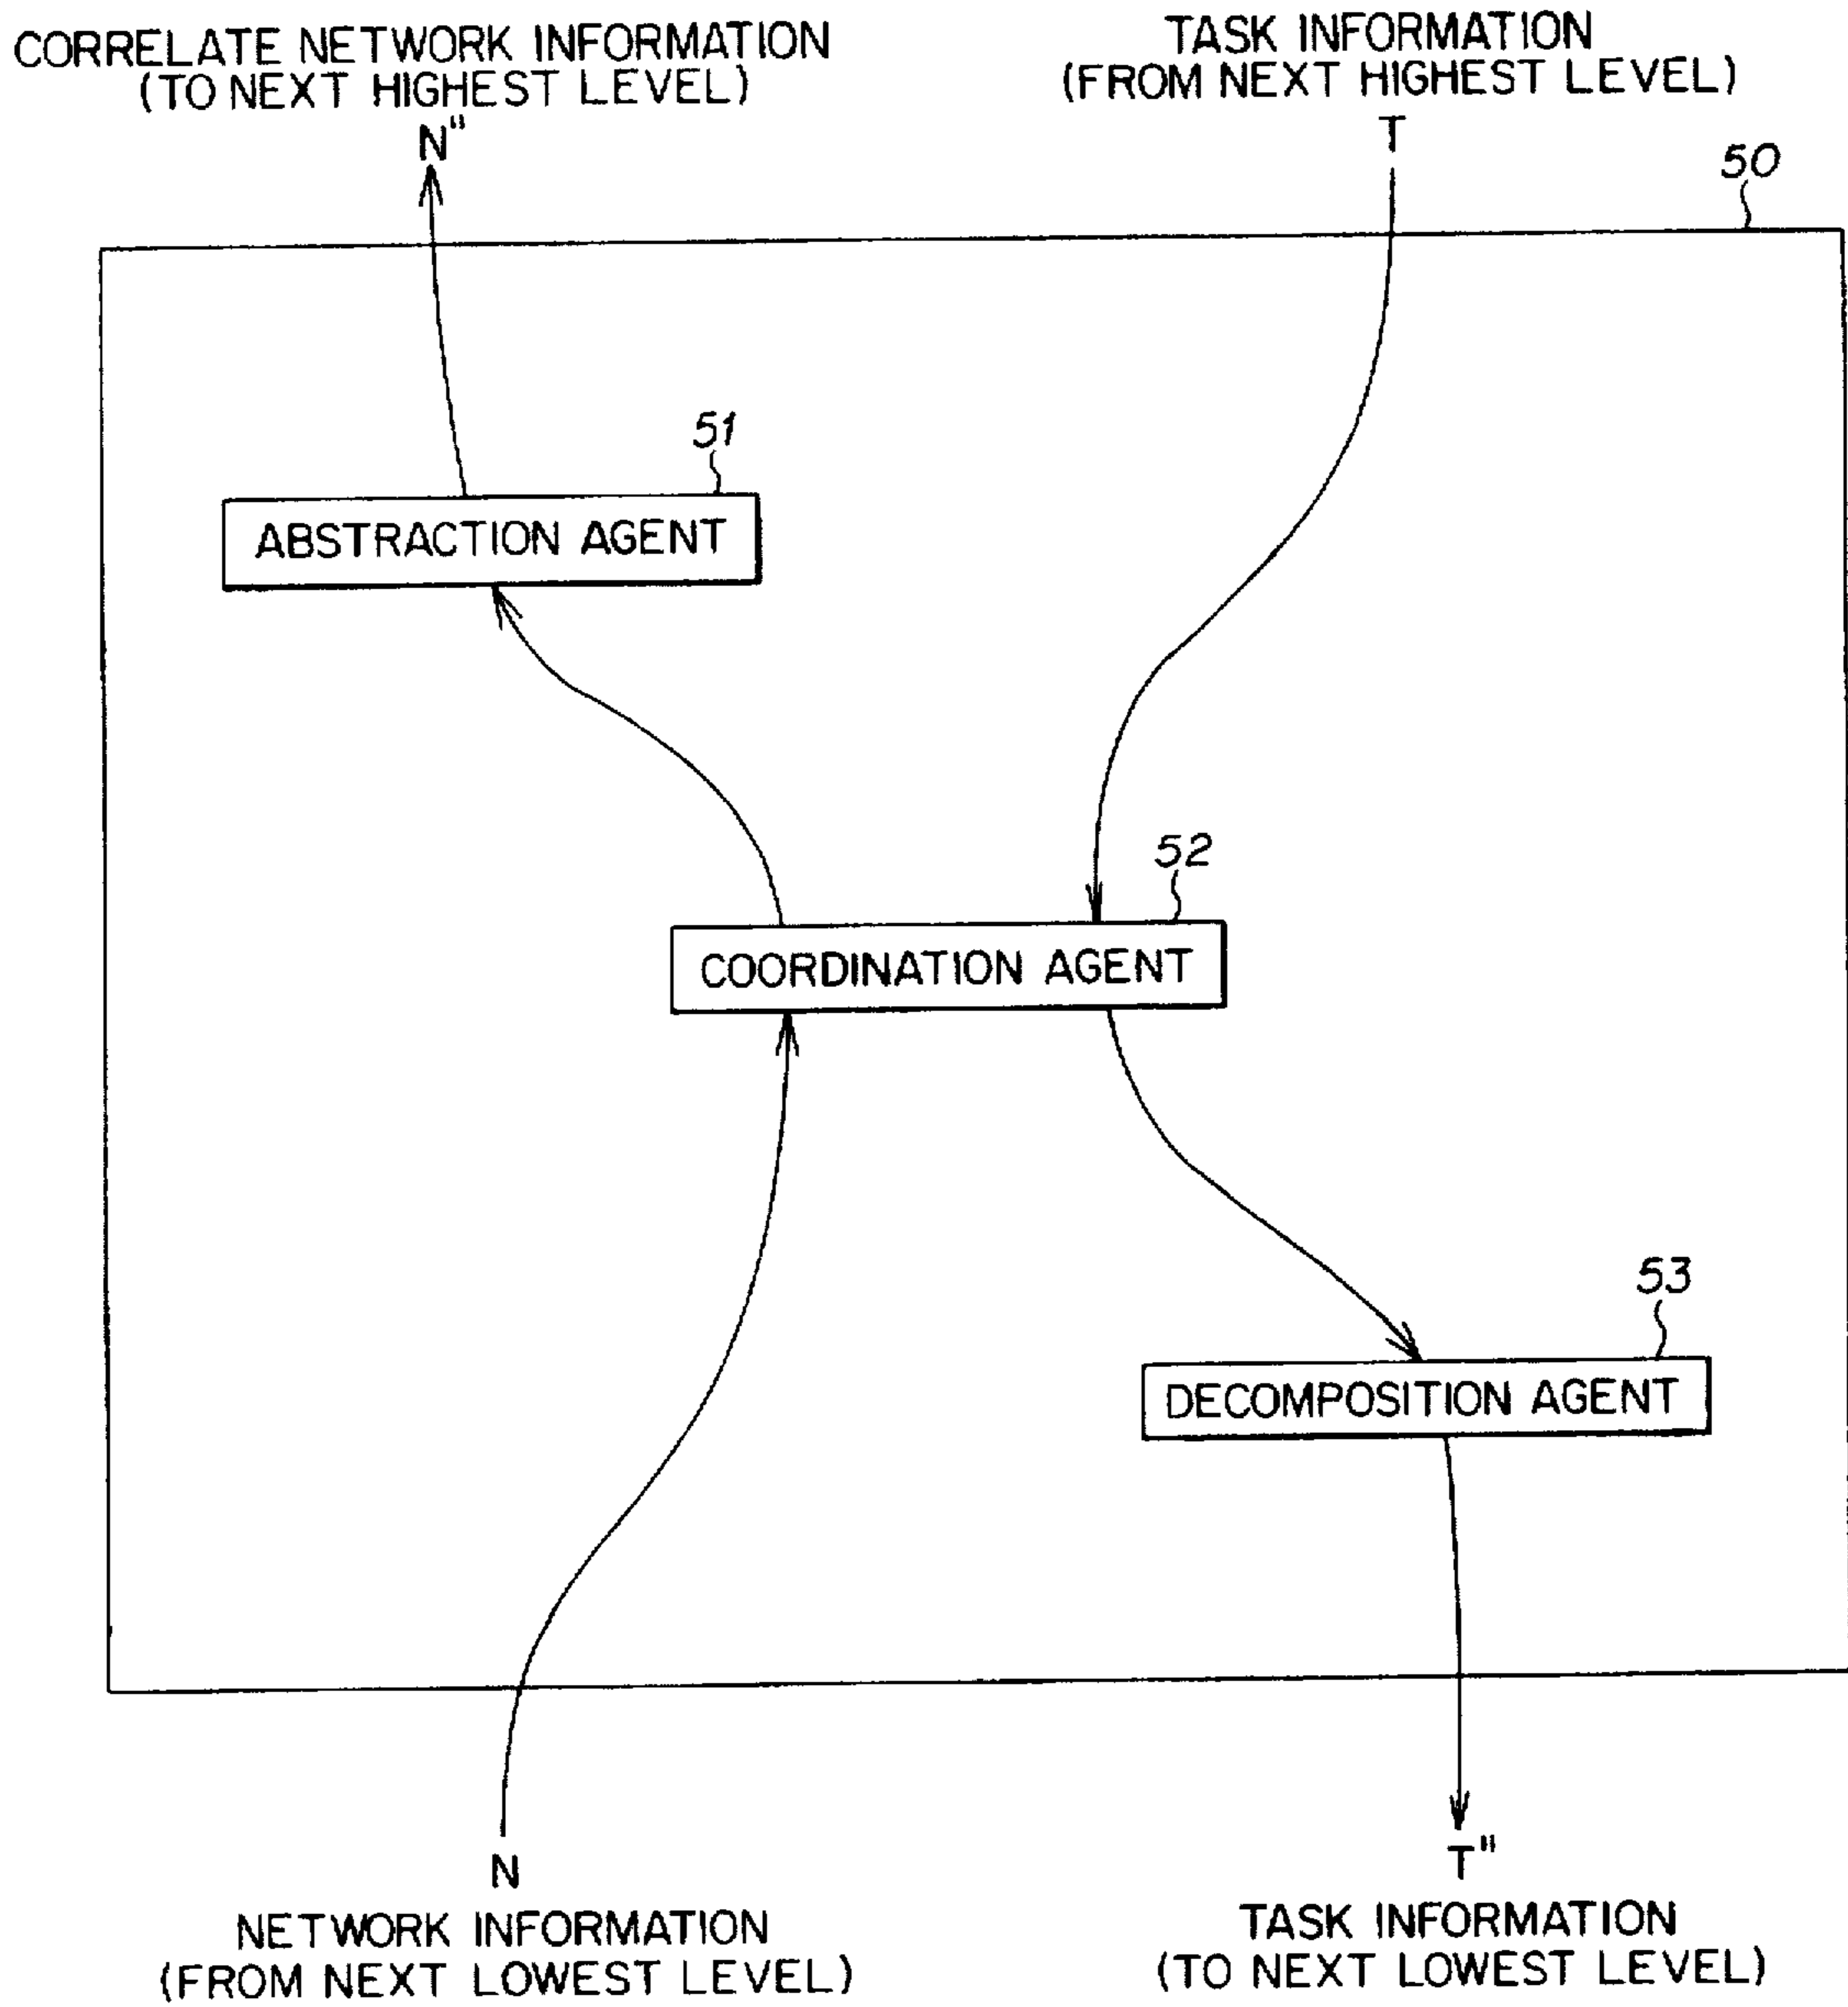 CORRELATE NETWORK INFORMATION
(TO NEXT HIGHEST LEVEL)
N"
TASK INFORMATION
(FROM NEXT HIGHEST LEVEL)
T
50
51
ABSTRACTION AGENT
52
COORDINATION AGENT
53
DECOMPOSITION AGENT
N
NETWORK INFORMATION
(FROM NEXT LOWEST LEVEL)
T"
TASK INFORMATION
(TO NEXT LOWEST LEVEL)